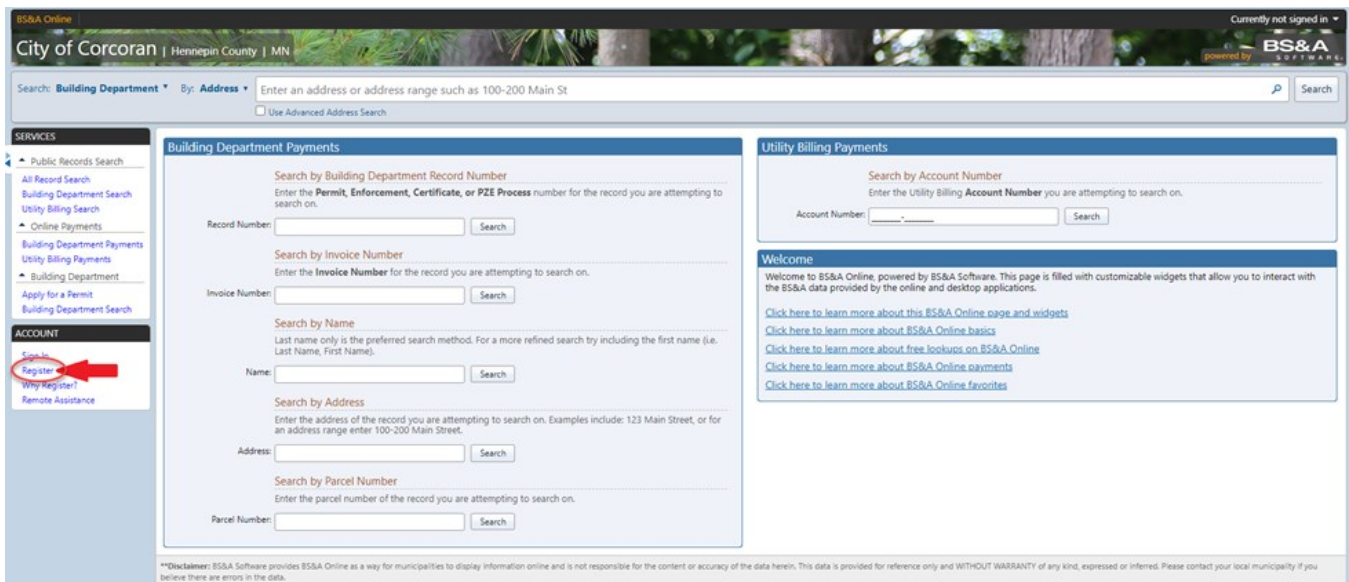 BS&A Online
Currently not signed in
City of Corcoran | Hennepin County | MN
powered by BS&A SOFTWARE
Search: Building Department By: Address Enter an address or address range such as 100-200 Main St Search
Use Advanced Address Search
SERVICES
Public Records Search
All Record Search
Building Department Search
Utility Billing Search
Online Payments
Building Department Payments
Utility Billing Payments
Building Department
Apply for a Permit
Building Department Search
ACCOUNT
Sign In
Register
Why Register?
Remote Assistance
Building Department Payments
Search by Building Department Record Number
Enter the Permit, Enforcement, Certificate, or PZE Process number for the record you are attempting to
search on.
Record Number: Search
Search by Invoice Number
Enter the Invoice Number for the record you are attempting to search on.
Invoice Number: Search
Search by Name
Last name only is the preferred search method. For a more refined search try including the first name (i.e.
Last Name, First Name).
Name: Search
Search by Address
Enter the address of the record you are attempting to search on. Examples include: 123 Main Street, or for
an address range enter 100-200 Main Street.
Address: Search
Search by Parcel Number
Enter the parcel number of the record you are attempting to search on.
Parcel Number: Search
Utility Billing Payments
Search by Account Number
Enter the Utility Billing Account Number you are attempting to search on.
Account Number: ______-______ Search
Welcome
Welcome to BS&A Online, powered by BS&A Software. This page is filled with customizable widgets that allow you to interact with
the BS&A data provided by the online and desktop applications.
Click here to learn more about this BS&A Online page and widgets
Click here to learn more about BS&A Online basics
Click here to learn more about free lookups on BS&A Online
Click here to learn more about BS&A Online payments
Click here to learn more about BS&A Online favorites
**Disclaimer: BS&A Software provides BS&A Online as a way for municipalities to display information online and is not responsible for the content or accuracy of the data herein. This data is provided for reference only and WITHOUT WARRANTY of any kind, expressed or inferred. Please contact your local municipality if you
believe there are errors in the data.